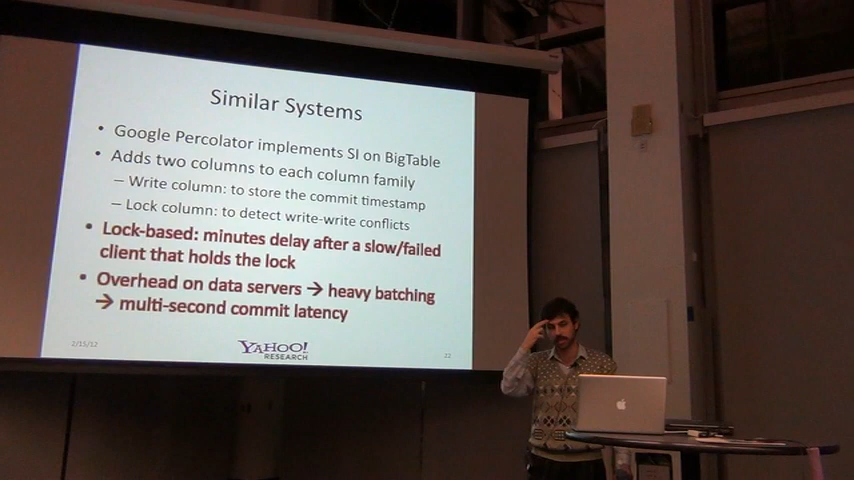 Similar Systems
• Google Percolator implements SI on BigTable
• Adds two columns to each column family
– Write column: to store the commit timestamp
– Lock column: to detect write-write conflicts
• Lock-based: minutes delay after a slow/failed
client that holds the lock
• Overhead on data servers → heavy batching
→ multi-second commit latency
2/15/12
YAHOO!
RESEARCH
22